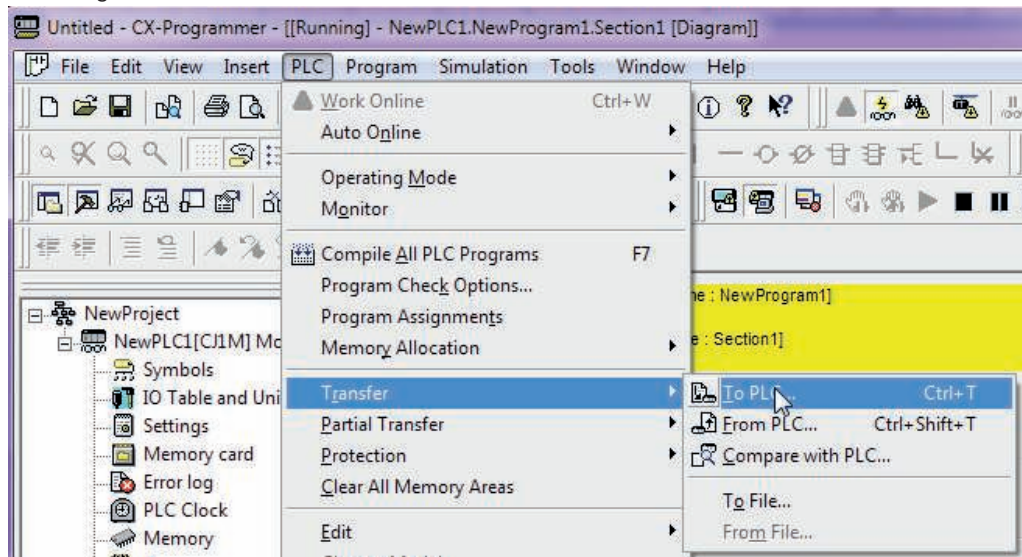 Untitled - CX-Programmer - [[Running] - NewPLC1.NewProgram1.Section1 [Diagram]]
File Edit View Insert PLC Program Simulation Tools Window Help
Work Online Ctrl+W
Auto Online
Operating Mode
Monitor
Compile All PLC Programs F7
Program Check Options...
Program Assignments
Memory Allocation
Transfer
Partial Transfer
Protection
Clear All Memory Areas
Edit
To PLC... Ctrl+T
From PLC... Ctrl+Shift+T
Compare with PLC...
To File...
From File...
: NewProgram1]
: Section1]
NewProject
NewPLC1[CJ1M]
Symbols
IO Table and
Settings
Memory card
Error log
PLC Clock
Memory